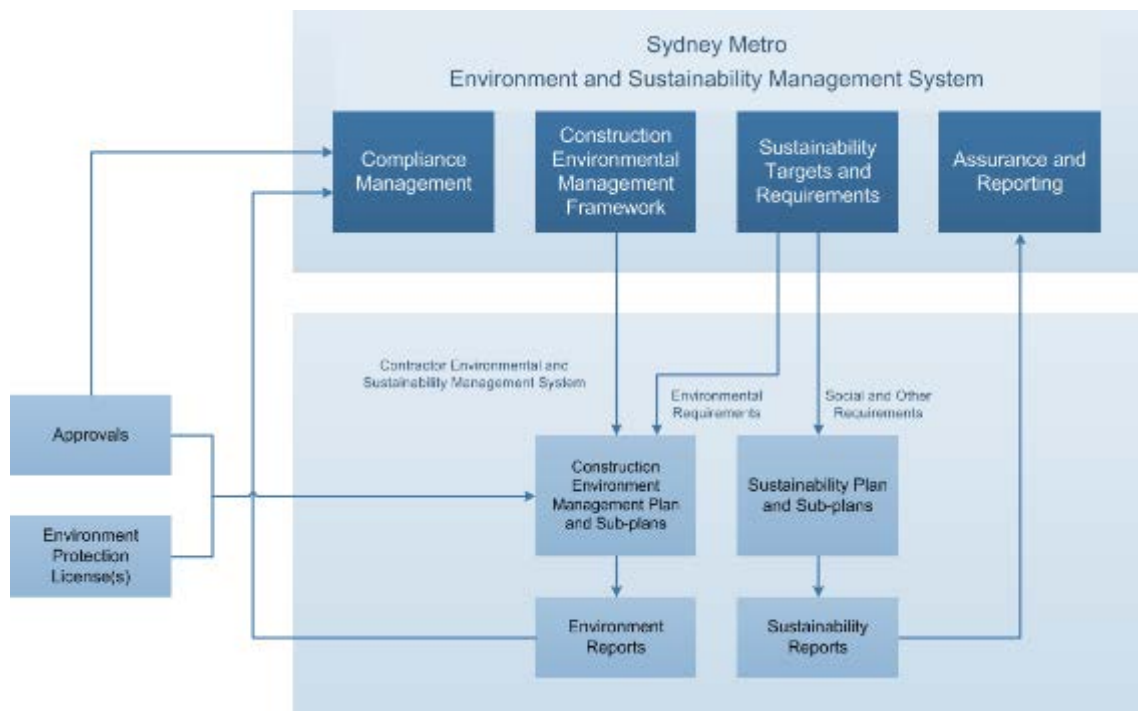 Sydney Metro
Environment and Sustainability Management System
Compliance
Management
Construction
Environmental
Management
Framework
Sustainability
Targets and
Requirements
Assurance and
Reporting
Contractor Environmental and
Sustainability Management System
Environmental
Requirements
Social and Other
Requirements
Approvals
Environment
Protection
License(s)
Construction
Environment
Management Plan
and Sub-plans
Sustainability Plan
and Sub-plans
Environment
Reports
Sustainability
Reports